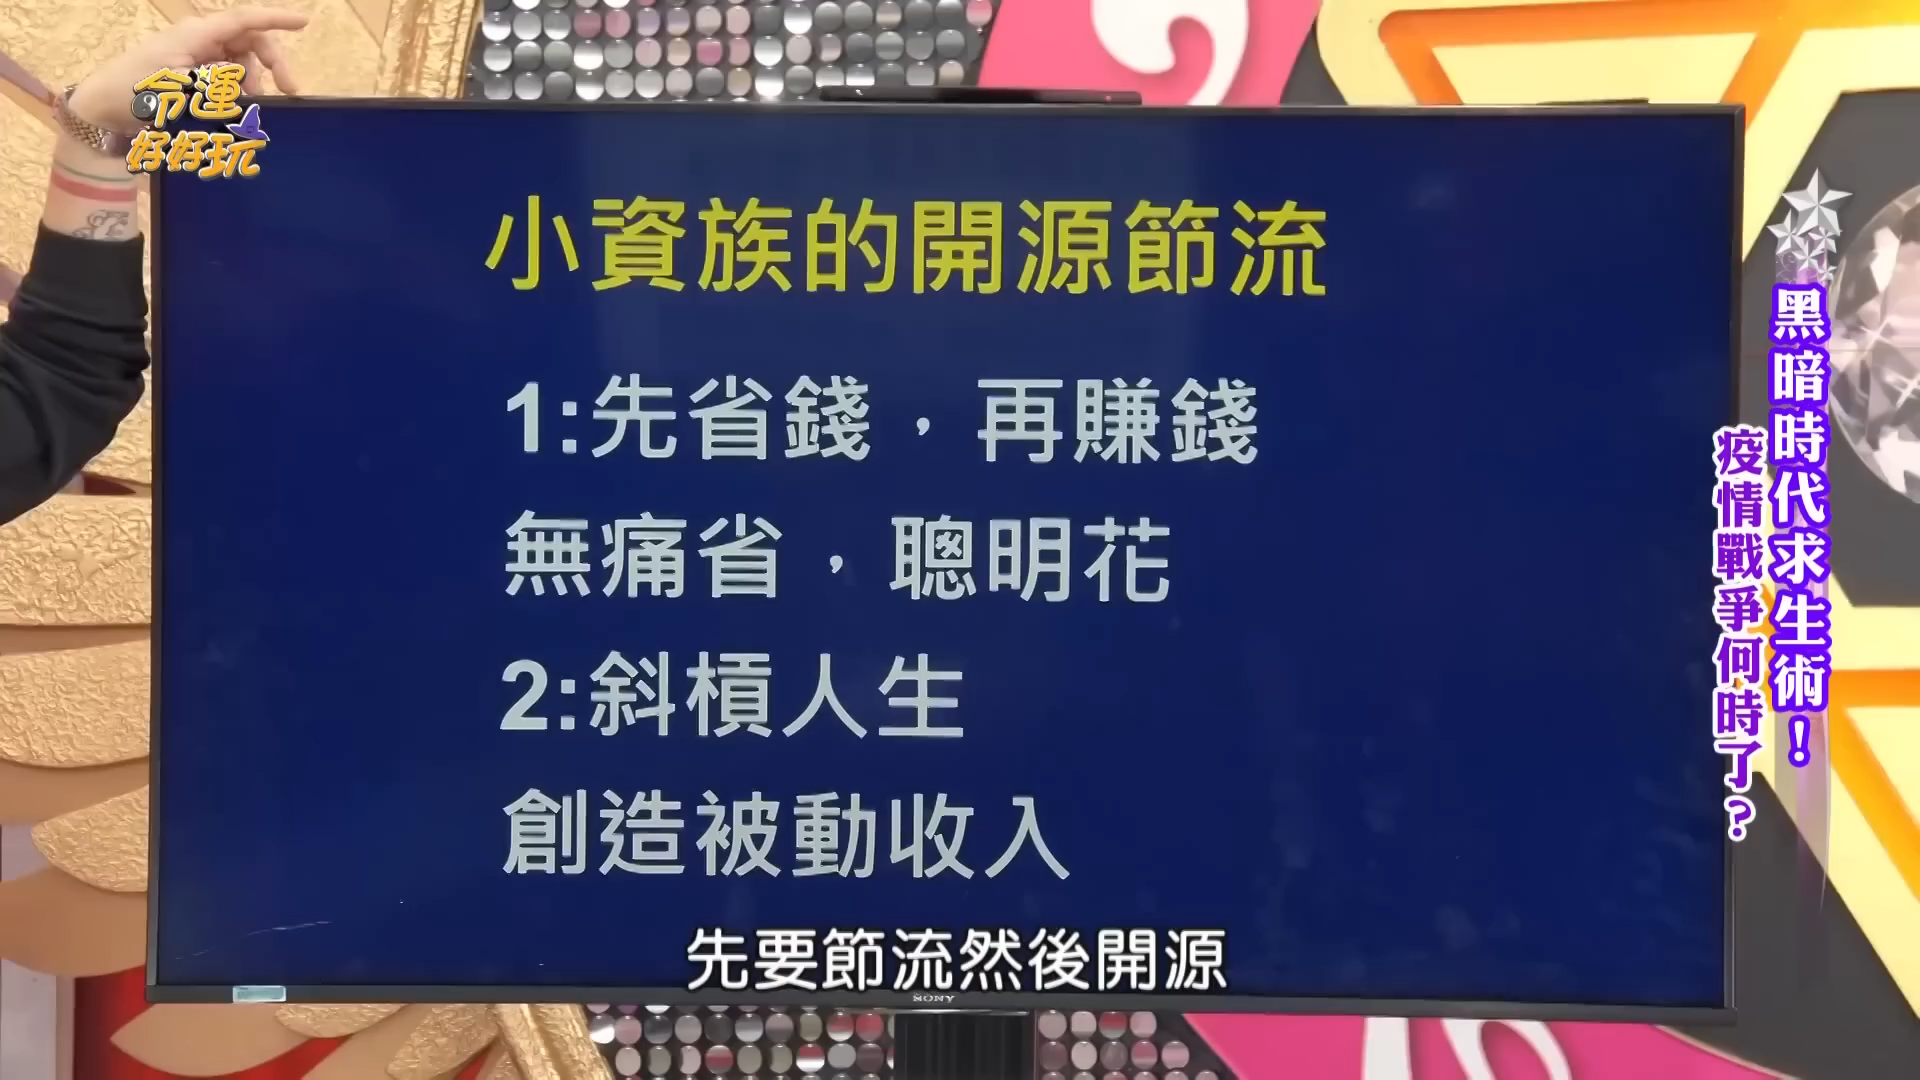 命運
好好玩
小資族的開源節流
1:先省錢，再賺錢
無痛省，聰明花
2:斜槓人生
創造被動收入
先要節流然後開源
SONY
黑暗時代求生術！
疫情戰爭何時了？